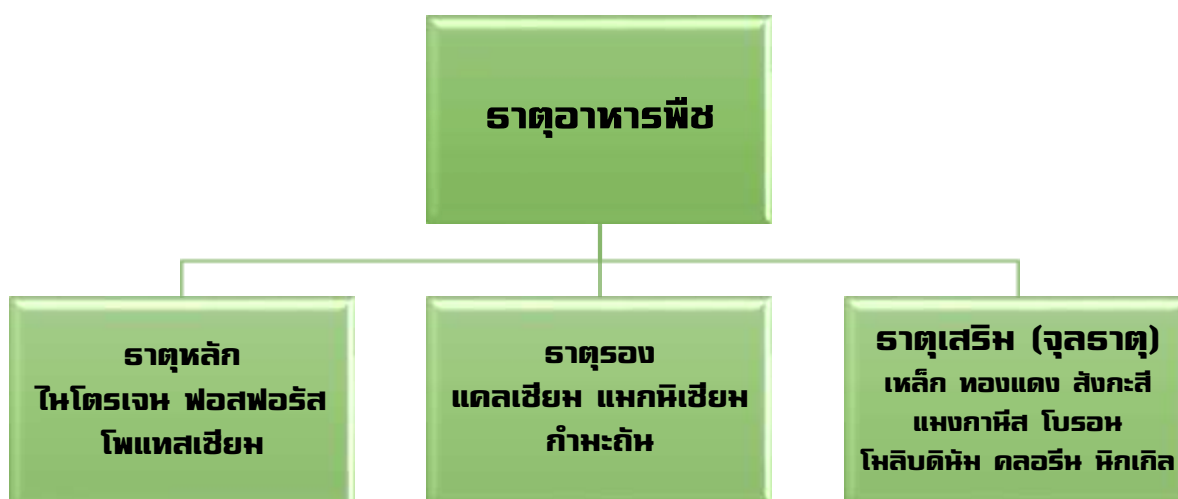 ธาตุอาหารพืช
ธาตุหลัก
ไนโตรเจน ฟอสฟอรัส
โพแทสเซียม
ธาตุรอง
แคลเซียม แมกนิเซียม
กำมะถัน
ธาตุเสริม (จุลธาตุ)
เหล็ก ทองแดง สังกะสี
แมงกานีส โบรอน
โมลิบดินัม คลอรีน นิกเกิล